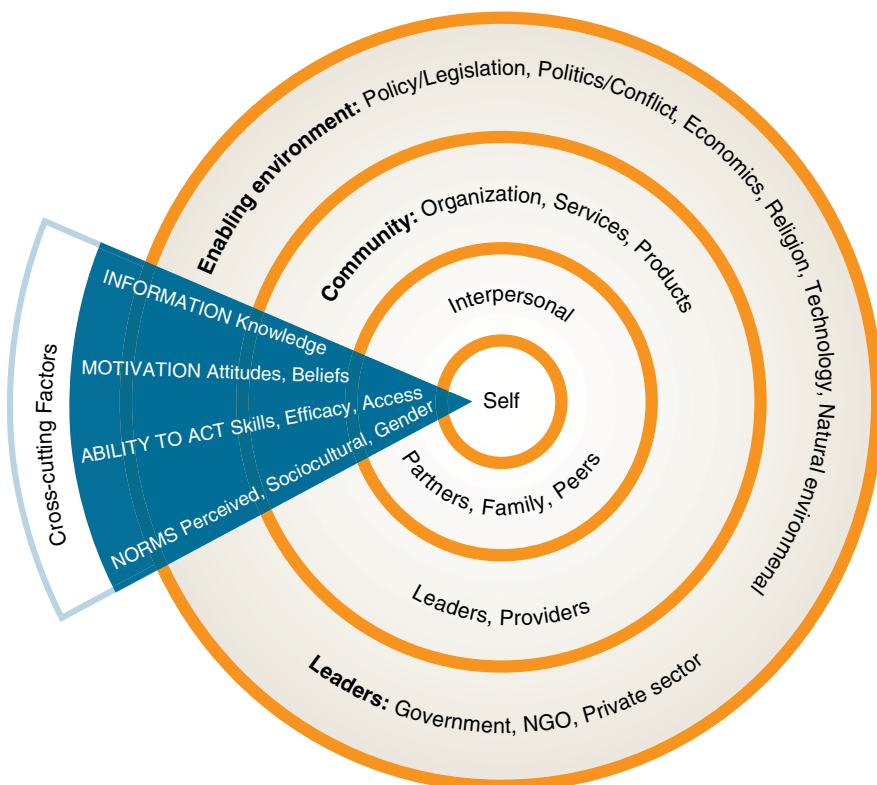 Enabling environment: Policy/Legislation, Politics/Conflict, Economics, Religion, Technology, Natural environmenal
Community: Organization, Services, Products
Interpersonal
Self
Partners, Family, Peers
Leaders, Providers
Leaders: Government, NGO, Private sector
Cross-cutting Factors
INFORMATION Knowledge
MOTIVATION Attitudes, Beliefs
ABILITY TO ACT Skills, Efficacy, Access
NORMS Perceived, Sociocultural, Gender